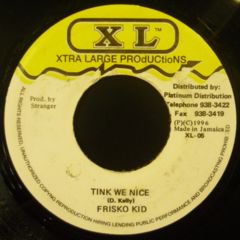 XL
XTRA LARGE PRODUCTIONS
Prod. by
Stranger
Distributed by:
Platinum Distribution
Telephone 938-3422
Fax 938-3419
(P)(C)1996
Made in Jamaica
XL-05
TINK WE NICE
(D. Kelly)
FRISKO KID
ALL RIGHTS RESERVED. UNAUTHORIZED COPYING REPRODUCTION HIRING LENDING PUBLIC PERFORMANCE AND BROADCASTING PROHIBITED